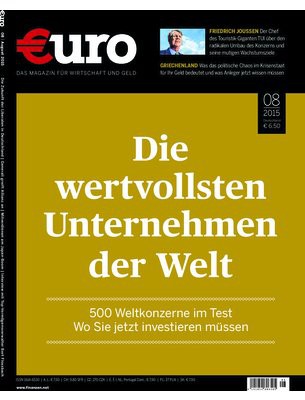 €uro
DAS MAGAZIN FÜR WIRTSCHAFT UND GELD
FRIEDRICH JOUSSEN Der Chef
des Touristik-Giganten TUI über den
radikalen Umbau des Konzerns und seine
mutigen Wachstumsziele
GRIECHENLAND Was das politische Chaos im Krisenstaat
für Ihr Geld bedeutet und was Anleger jetzt wissen müssen
08
2015
€ 6,50
Die
wertvollsten
Unternehmen
der Welt
500 Weltkonzerne im Test
Wo Sie jetzt investieren müssen
www.finanzen.net